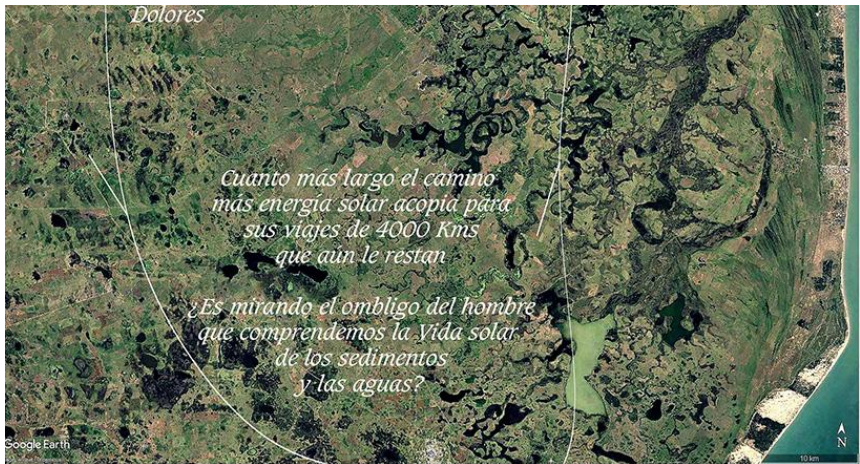 Dolores
Cuanto más largo el camino
más energía solar acopia para
sus viajes de 4000 Kms
que aún le restan
¿Es mirando el ombligo del hombre
que comprendemos la Vida solar
de los sedimentos
y las aguas?
Google Earth
N
10 km